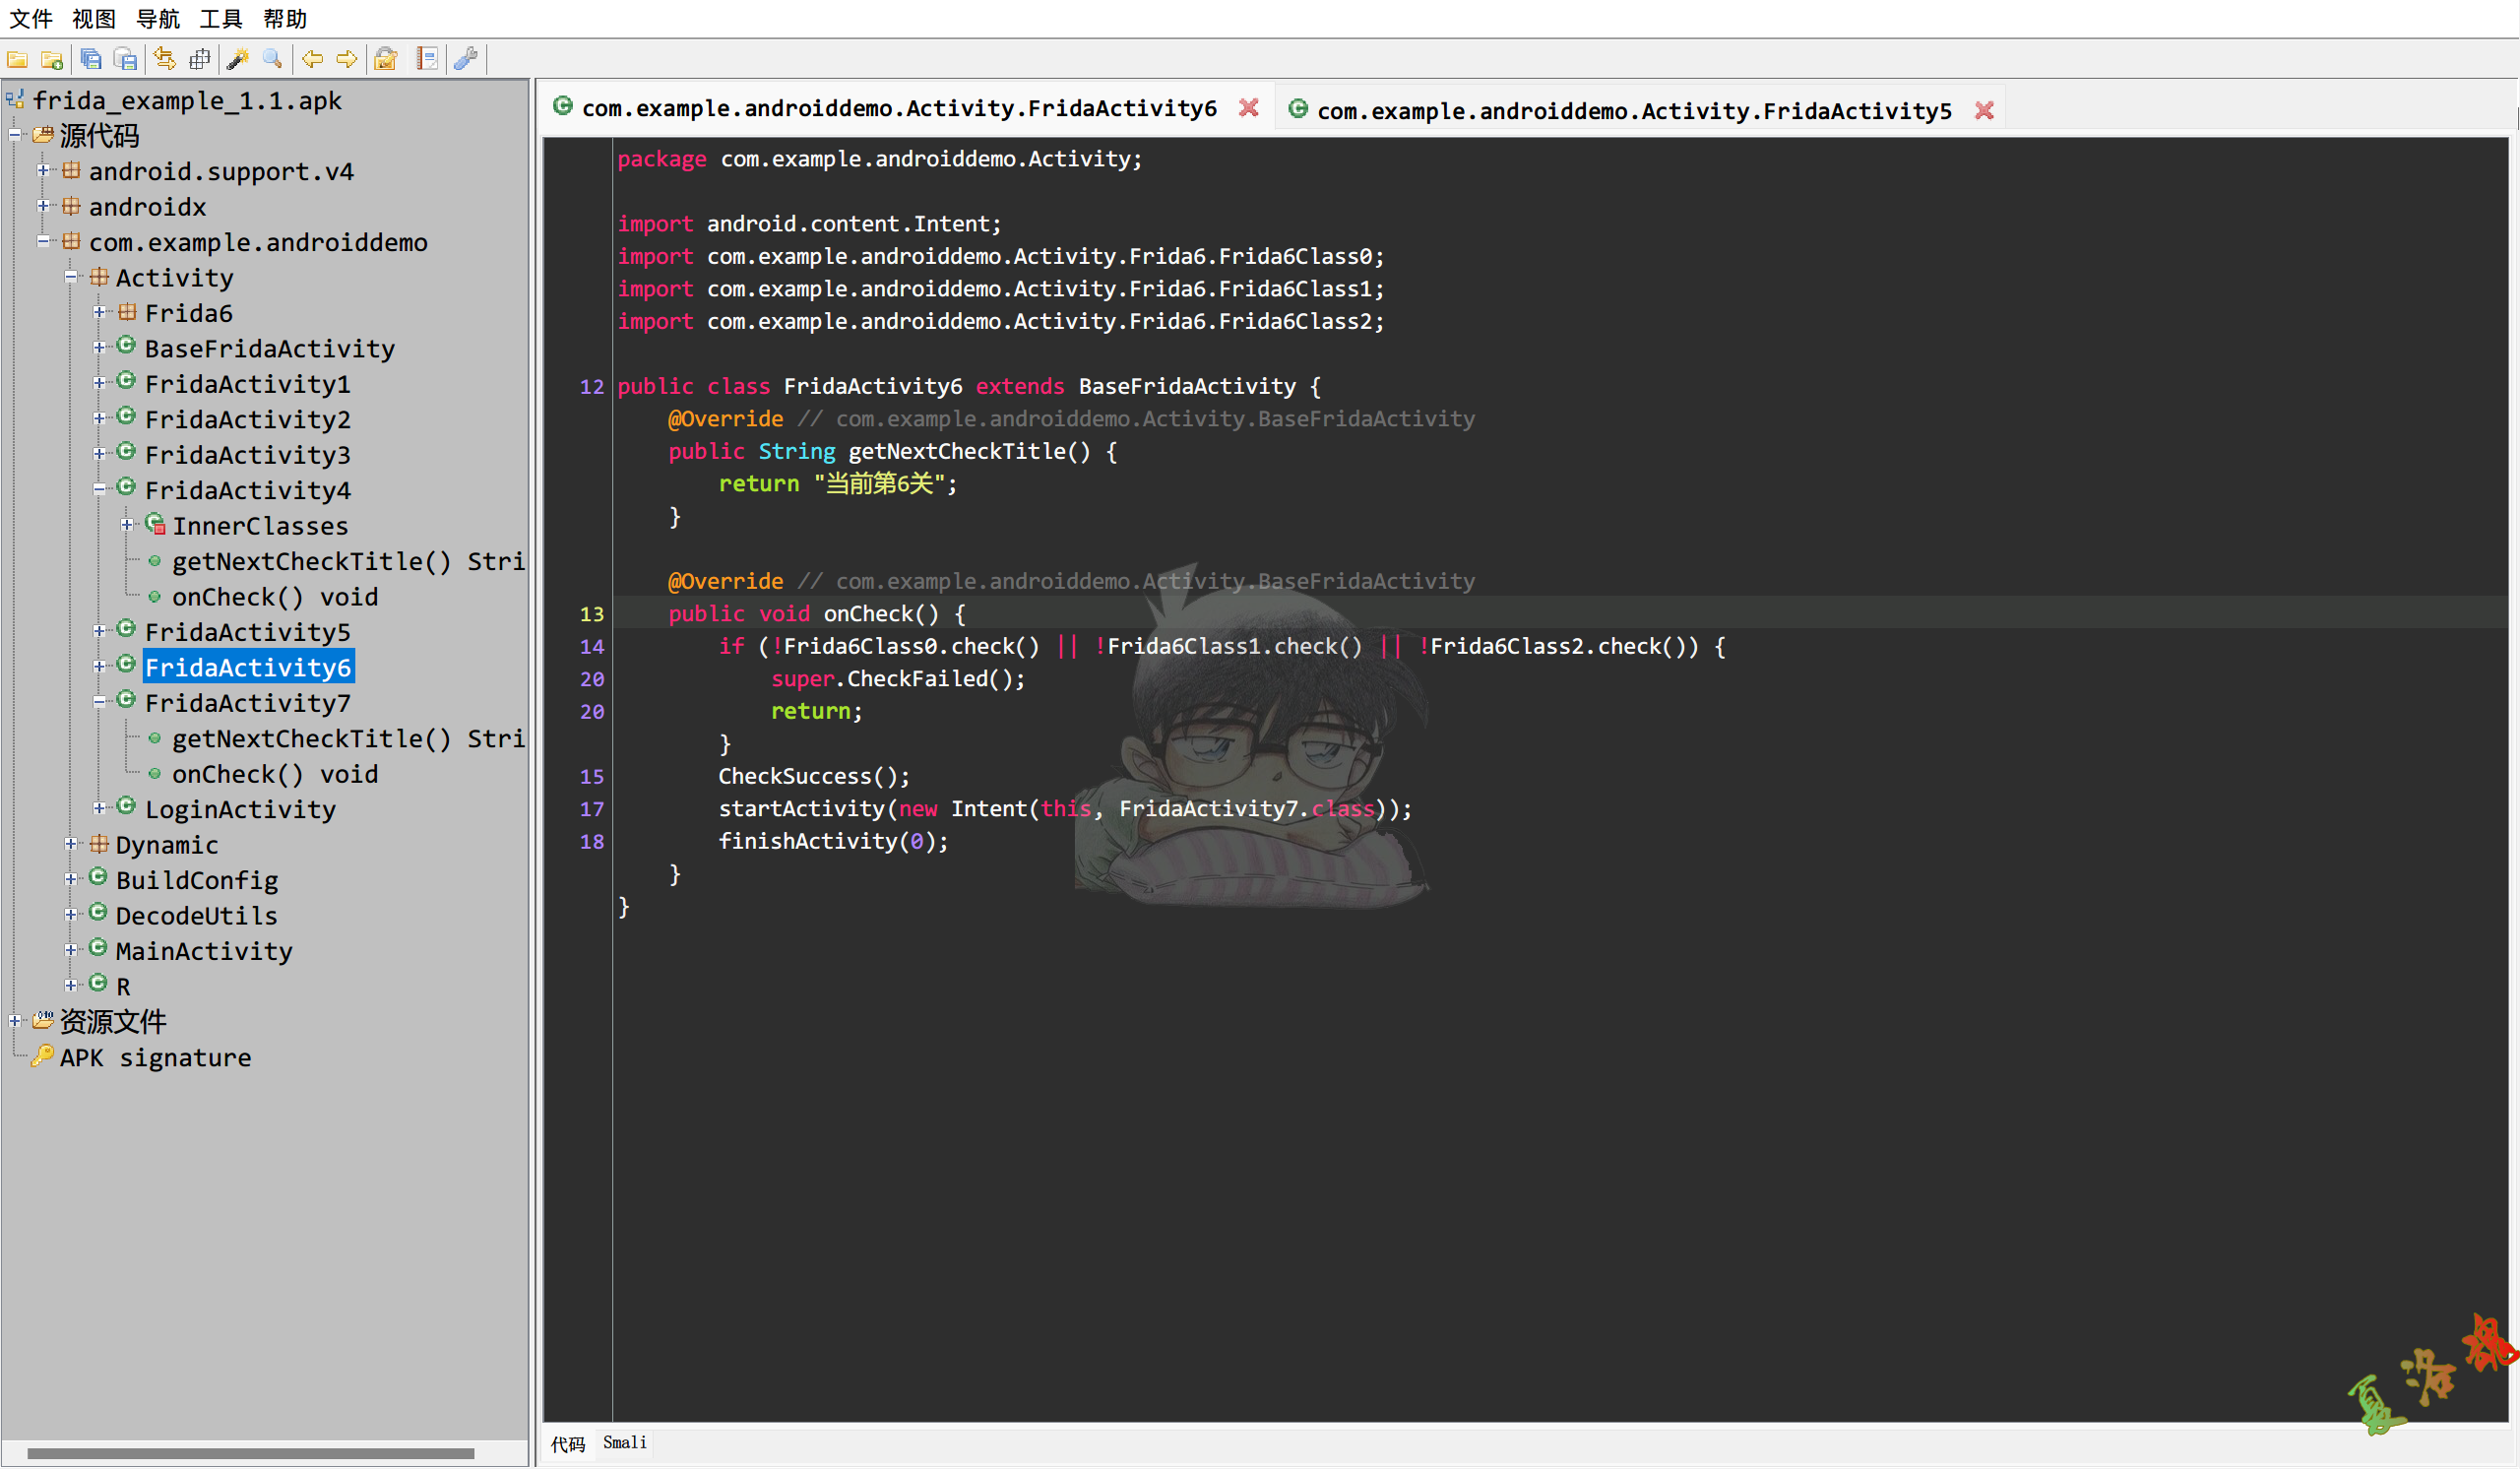 文件 视图 导航 工具 帮助
frida_example_1.1.apk
源代码
android.support.v4
androidx
com.example.androiddemo
Activity
Frida6
BaseFridaActivity
FridaActivity1
FridaActivity2
FridaActivity3
FridaActivity4
InnerClasses
getNextCheckTitle() Stri
onCheck() void
FridaActivity5
FridaActivity6
FridaActivity7
getNextCheckTitle() Stri
onCheck() void
LoginActivity
Dynamic
BuildConfig
DecodeUtils
MainActivity
R
资源文件
APK signature
com.example.androiddemo.Activity.FridaActivity6 com.example.androiddemo.Activity.FridaActivity5
package com.example.androiddemo.Activity;
import android.content.Intent;
import com.example.androiddemo.Activity.Frida6.Frida6Class0;
import com.example.androiddemo.Activity.Frida6.Frida6Class1;
import com.example.androiddemo.Activity.Frida6.Frida6Class2;
12 public class FridaActivity6 extends BaseFridaActivity {
@Override // com.example.androiddemo.Activity.BaseFridaActivity
public String getNextCheckTitle() {
return "当前第6关";
}
@Override // com.example.androiddemo.Activity.BaseFridaActivity
13 public void onCheck() {
14 if (!Frida6Class0.check() || !Frida6Class1.check() || !Frida6Class2.check()) {
20 super.CheckFailed();
20 return;
}
15 CheckSuccess();
17 startActivity(new Intent(this, FridaActivity7.class));
18 finishActivity(0);
}
}
代码 Smali
夏洛魂